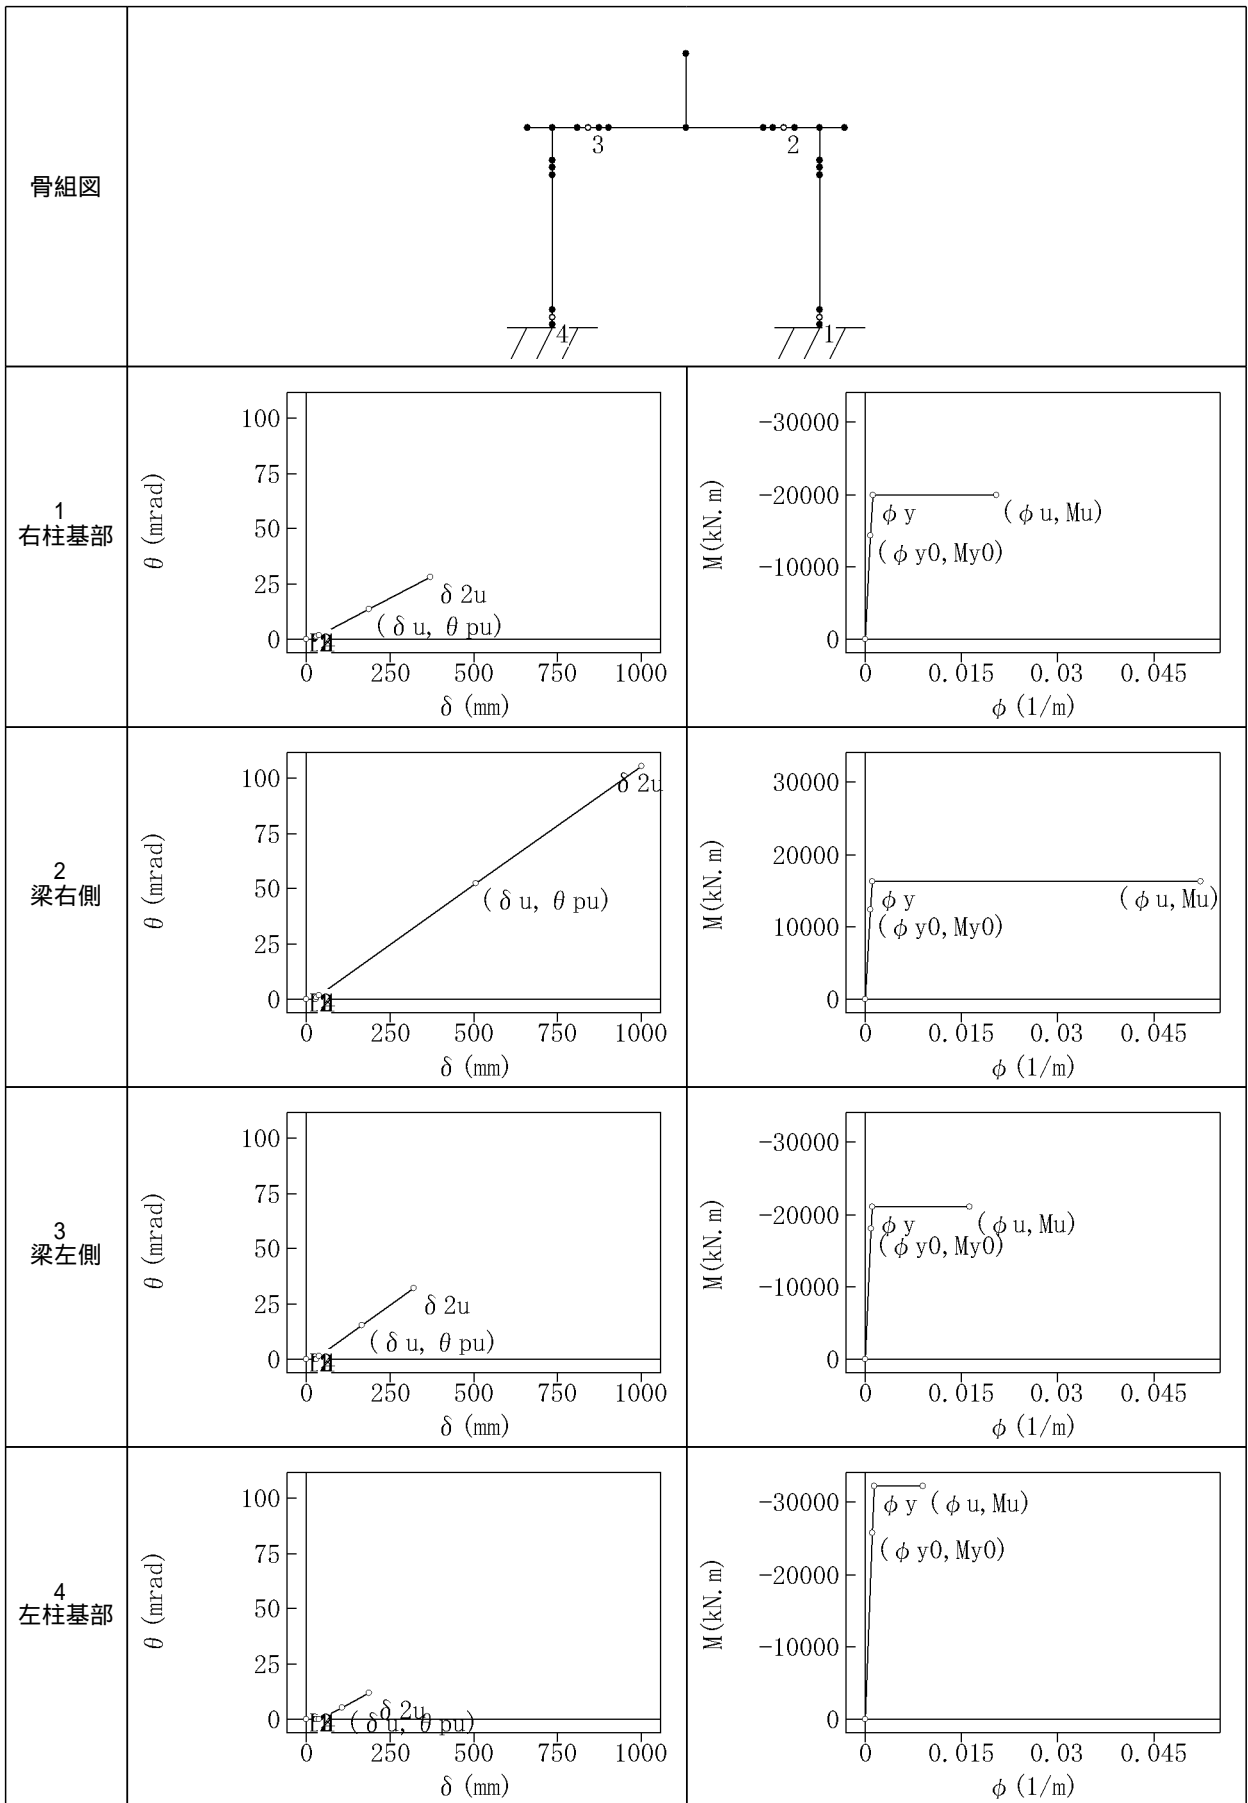 骨組図
3
2
4
1
1
右柱基部
θ (mrad)
100
75
50
25
0
δ 2u
(δ u, θ pu)
0
250
500
750
1000
δ (mm)
M(kN.m)
-30000
-20000
-10000
0
φ y
(φ u, Mu)
(φ y0, My0)
0
0.015
0.03
0.045
φ (1/m)
2
梁右側
θ (mrad)
100
75
50
25
0
δ 2u
(δ u, θ pu)
0
250
500
750
1000
δ (mm)
M(kN.m)
30000
20000
10000
0
φ y
(φ u, Mu)
(φ y0, My0)
0
0.015
0.03
0.045
φ (1/m)
3
梁左側
θ (mrad)
100
75
50
25
0
δ 2u
(δ u, θ pu)
0
250
500
750
1000
δ (mm)
M(kN.m)
-30000
-20000
-10000
0
φ y
(φ u, Mu)
(φ y0, My0)
0
0.015
0.03
0.045
φ (1/m)
4
左柱基部
θ (mrad)
100
75
50
25
0
δ 2u
(δ u, θ pu)
0
250
500
750
1000
δ (mm)
M(kN.m)
-30000
-20000
-10000
0
φ y
(φ u, Mu)
(φ y0, My0)
0
0.015
0.03
0.045
φ (1/m)